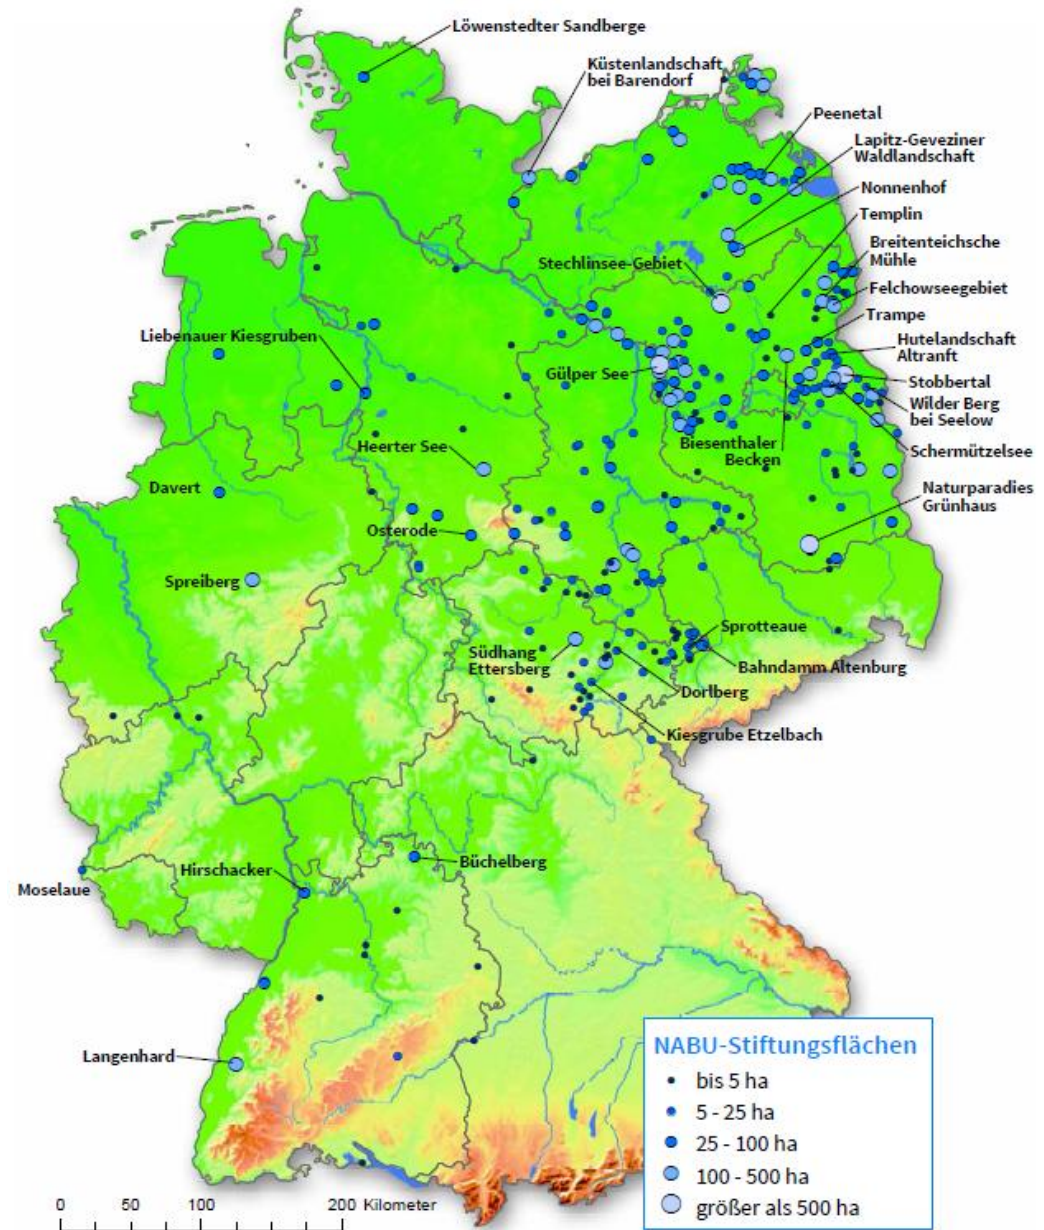 Löwenstedter Sandberge
Küstenlandschaft
bei Barendorf
Peenetal
Lapitz-Geveziner
Waldlandschaft
Nonnenhof
Templin
Breitenteichsche
Mühle
Stechlinsee-Gebiet
Felchowseegebiet
Trampe
Liebenauer Kiesgruben
Hutelandschaft
Altranft
Gülper See
Stobbertal
Wilder Berg
bei Seelow
Biesenthaler
Becken
Heerter See
Schermützelsee
Davert
Naturparadies
Grünhaus
Osterode
Spreiberg
Sprotteaue
Südhang
Ettersberg
Bahndamm Altenburg
Dorlberg
Kiesgrube Etzelbach
Büchelberg
Hirschacker
Moselaue
Langenhard
NABU-Stiftungsflächen
bis 5 ha
5 - 25 ha
25 - 100 ha
100 - 500 ha
größer als 500 ha
0 50 100 200 Kilometer